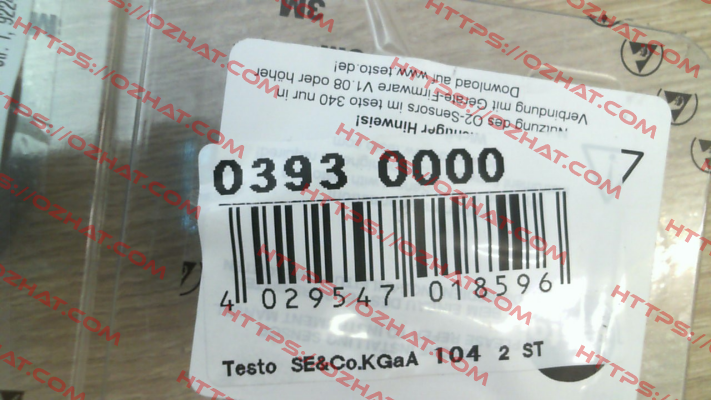 3M
Wichtiger Hinweis!
Nutzung des O2-Sensors im testo 340 nur in
Verbindung mit Geräte-Firmware V1.08 oder höher
Download auf www.testo.de!
0393 0000
7
4 029547 018596
Testo SE&Co.KGaA 104 2 ST
HTTPS://OZHAT.COM